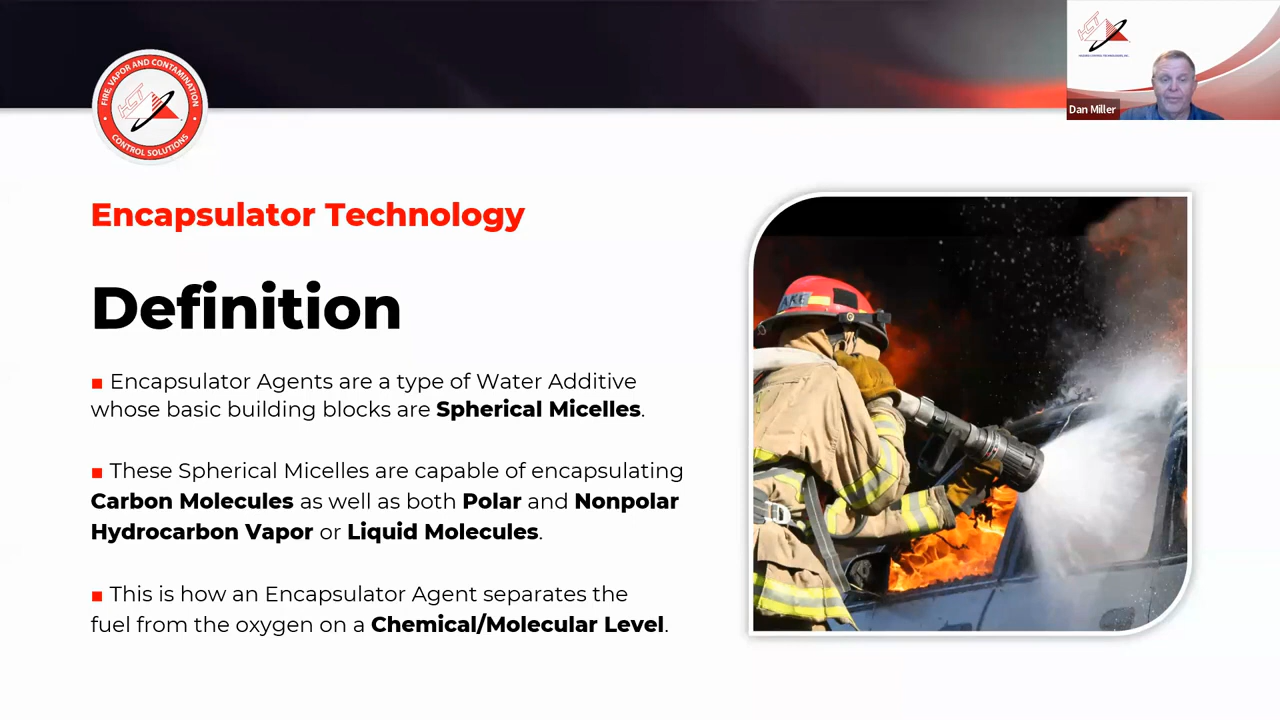 FIRE, VAPOR AND CONTAMINATION
HCT
CONTROL SOLUTIONS
HCT
Dan Miller
Encapsulator Technology
Definition
■ Encapsulator Agents are a type of Water Additive
whose basic building blocks are Spherical Micelles.
■ These Spherical Micelles are capable of encapsulating
Carbon Molecules as well as both Polar and Nonpolar
Hydrocarbon Vapor or Liquid Molecules.
■ This is how an Encapsulator Agent separates the
fuel from the oxygen on a Chemical/Molecular Level.